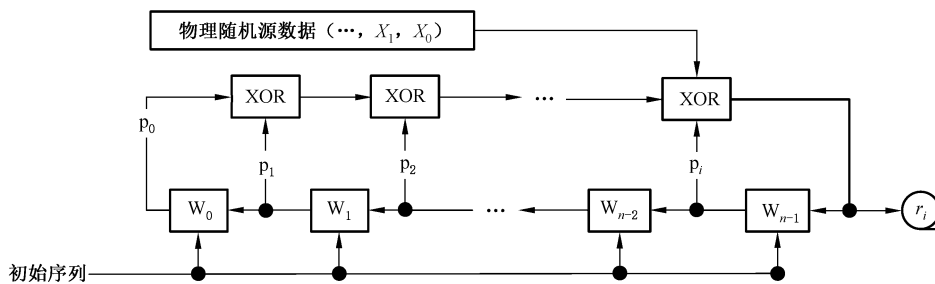 物理随机源数据（…，X₁，X₀）
XOR XOR … XOR
p₀ p₁ p₂ pᵢ
W₀ W₁ … Wₙ₋₂ Wₙ₋₁ rᵢ
初始序列